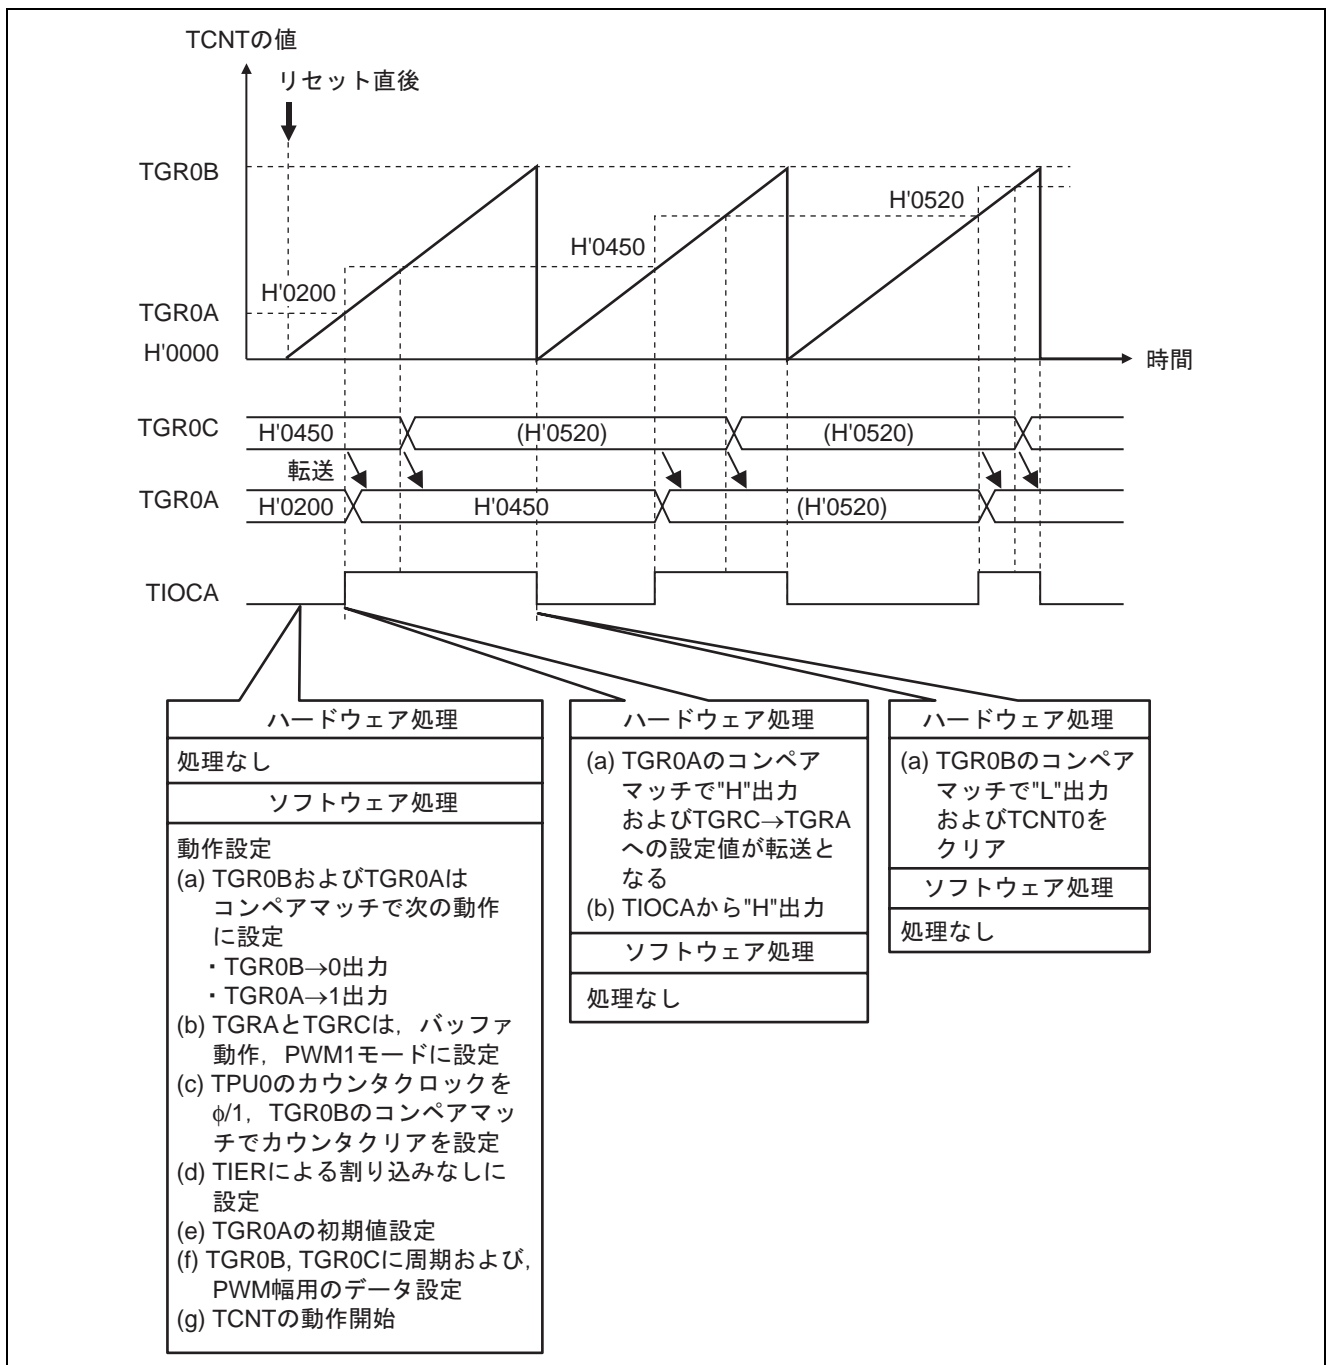 TCNTの値
リセット直後
TGR0B
H'0520
H'0450
H'0200
TGR0A
H'0000
時間
TGR0C
H'0450
(H'0520)
(H'0520)
転送
TGR0A
H'0200
H'0450
(H'0520)
TIOCA
ハードウェア処理
処理なし
ソフトウェア処理
動作設定
(a) TGR0BおよびTGR0Aは
コンペアマッチで次の動作
に設定
・TGR0B→0出力
・TGR0A→1出力
(b) TGRAとTGRCは，バッファ
動作，PWM1モードに設定
(c) TPU0のカウンタクロックを
φ/1，TGR0Bのコンペアマッ
チでカウンタクリアを設定
(d) TIERによる割り込みなしに
設定
(e) TGR0Aの初期値設定
(f) TGR0B, TGR0Cに周期および，
PWM幅用のデータ設定
(g) TCNTの動作開始
ハードウェア処理
(a) TGR0Aのコンペア
マッチで"H"出力
およびTGRC→TGRA
への設定値が転送と
なる
(b) TIOCAから"H"出力
ソフトウェア処理
処理なし
ハードウェア処理
(a) TGR0Bのコンペア
マッチで"L"出力
およびTCNT0を
クリア
ソフトウェア処理
処理なし